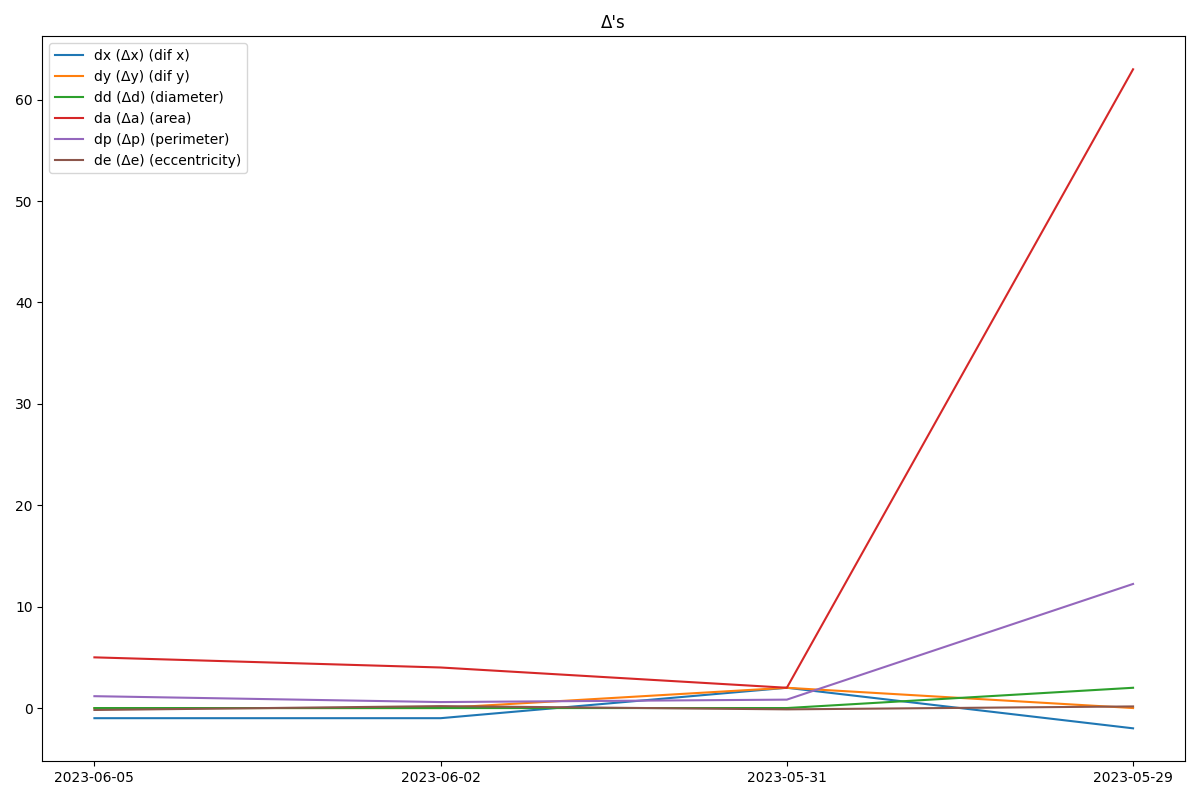 Δ's
dx (Δx) (dif x)
dy (Δy) (dif y)
dd (Δd) (diameter)
da (Δa) (area)
dp (Δp) (perimeter)
de (Δe) (eccentricity)
60
50
40
30
20
10
0
2023-06-05 2023-06-02 2023-05-31 2023-05-29